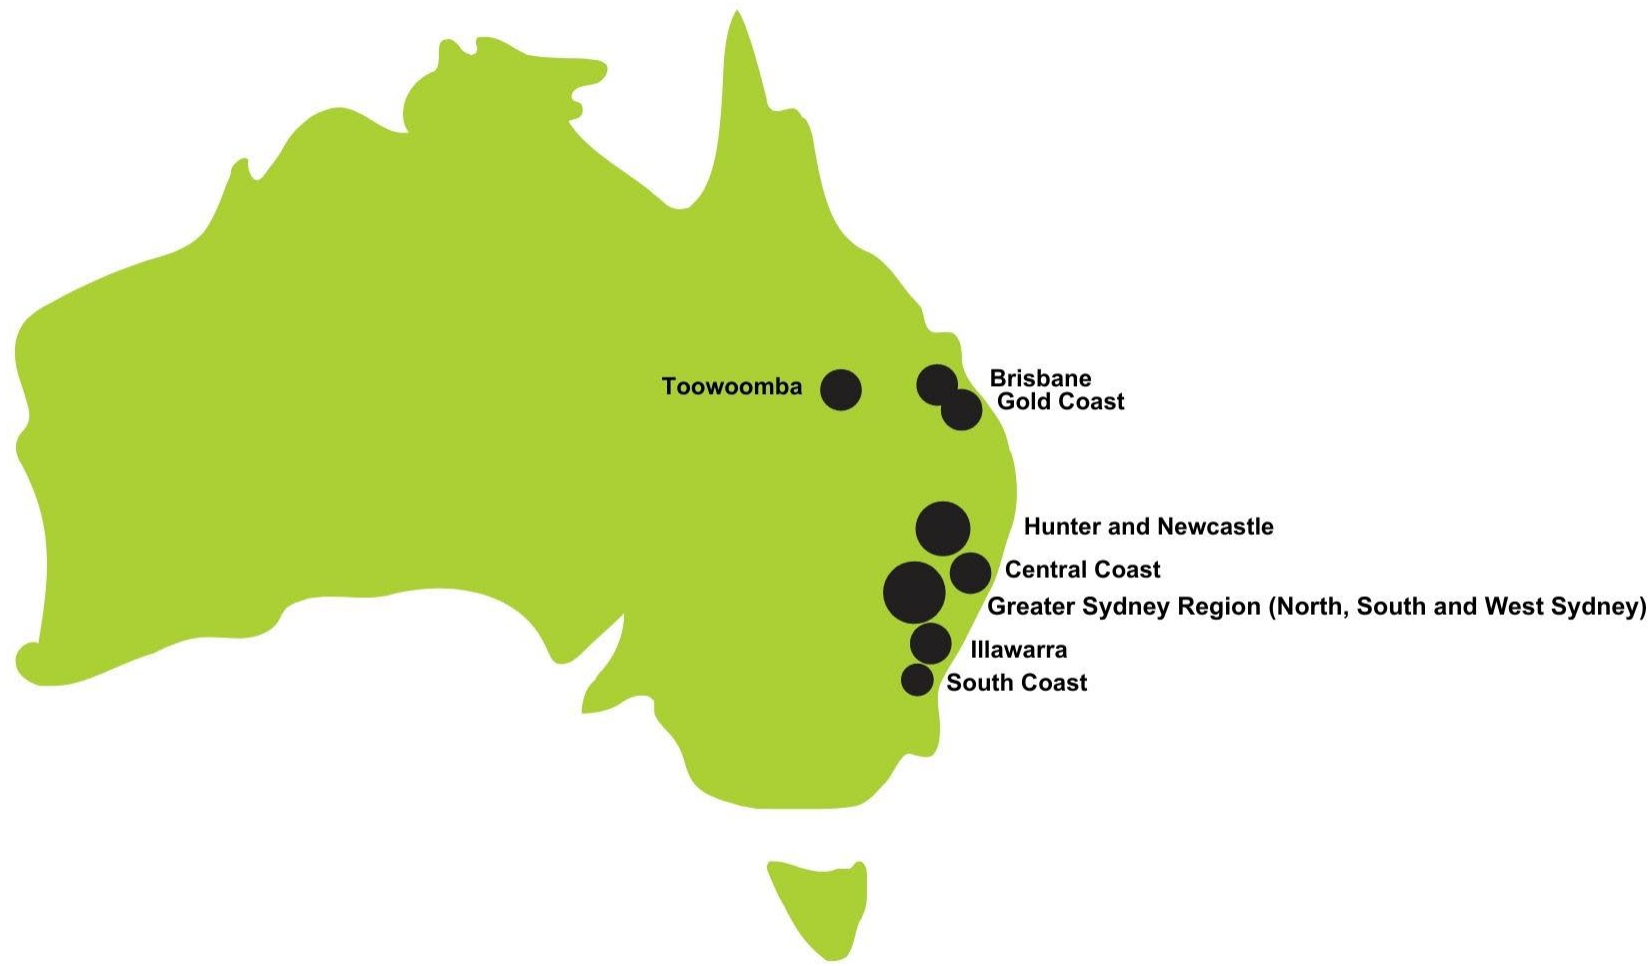 Toowoomba
Brisbane
Gold Coast
Hunter and Newcastle
Central Coast
Greater Sydney Region (North, South and West Sydney)
Illawarra
South Coast